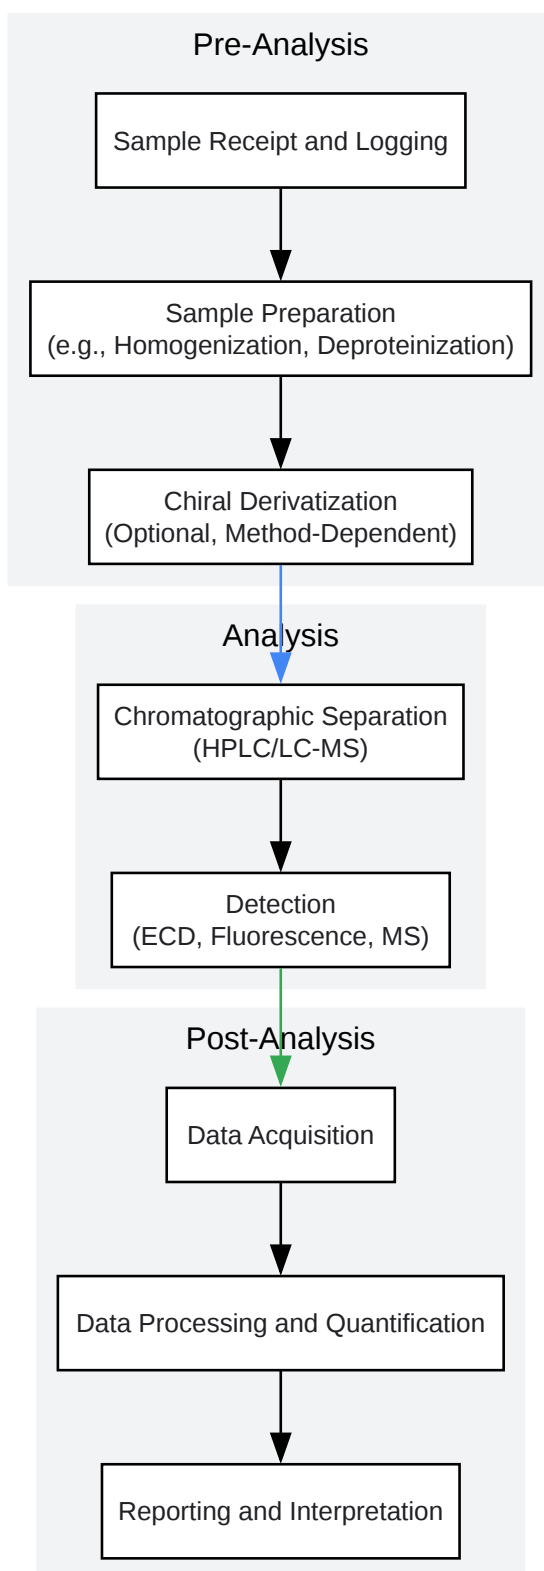 Pre-Analysis
Sample Receipt and Logging
Sample Preparation
(e.g., Homogenization, Deproteinization)
Chiral Derivatization
(Optional, Method-Dependent)
Analysis
Chromatographic Separation
(HPLC/LC-MS)
Detection
(ECD, Fluorescence, MS)
Post-Analysis
Data Acquisition
Data Processing and Quantification
Reporting and Interpretation